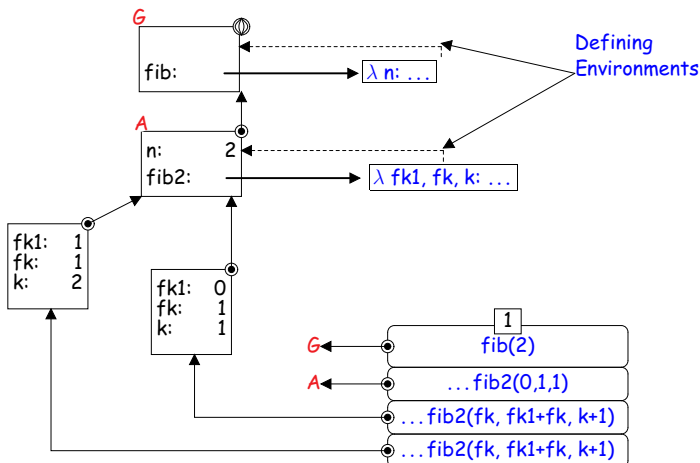 G
fib:
λ n: ...
Defining
Environments
A
n: 2
fib2:
λ fk1, fk, k: ...
fk1: 1
fk: 1
k: 2
fk1: 0
fk: 1
k: 1
1
G
fib(2)
A
...fib2(0,1,1)
...fib2(fk, fk1+fk, k+1)
...fib2(fk, fk1+fk, k+1)